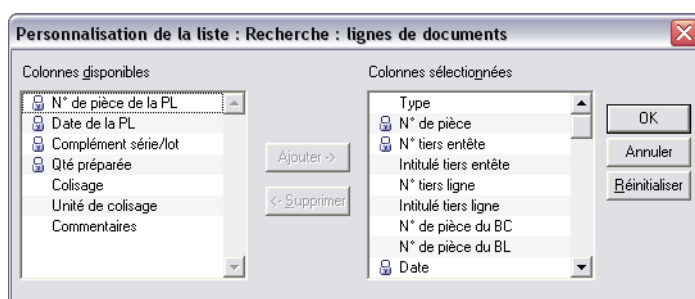 Personnalisation de la liste : Recherche : lignes de documents
Colonnes disponibles
N° de pièce de la PL
Date de la PL
Complément série/lot
Qté préparée
Colisage
Unité de colisage
Commentaires
Ajouter ->
<- Supprimer
Colonnes sélectionnées
Type
N° de pièce
N° tiers entête
Intitulé tiers entête
N° tiers ligne
Intitulé tiers ligne
N° de pièce du BC
N° de pièce du BL
Date
OK
Annuler
Réinitialiser